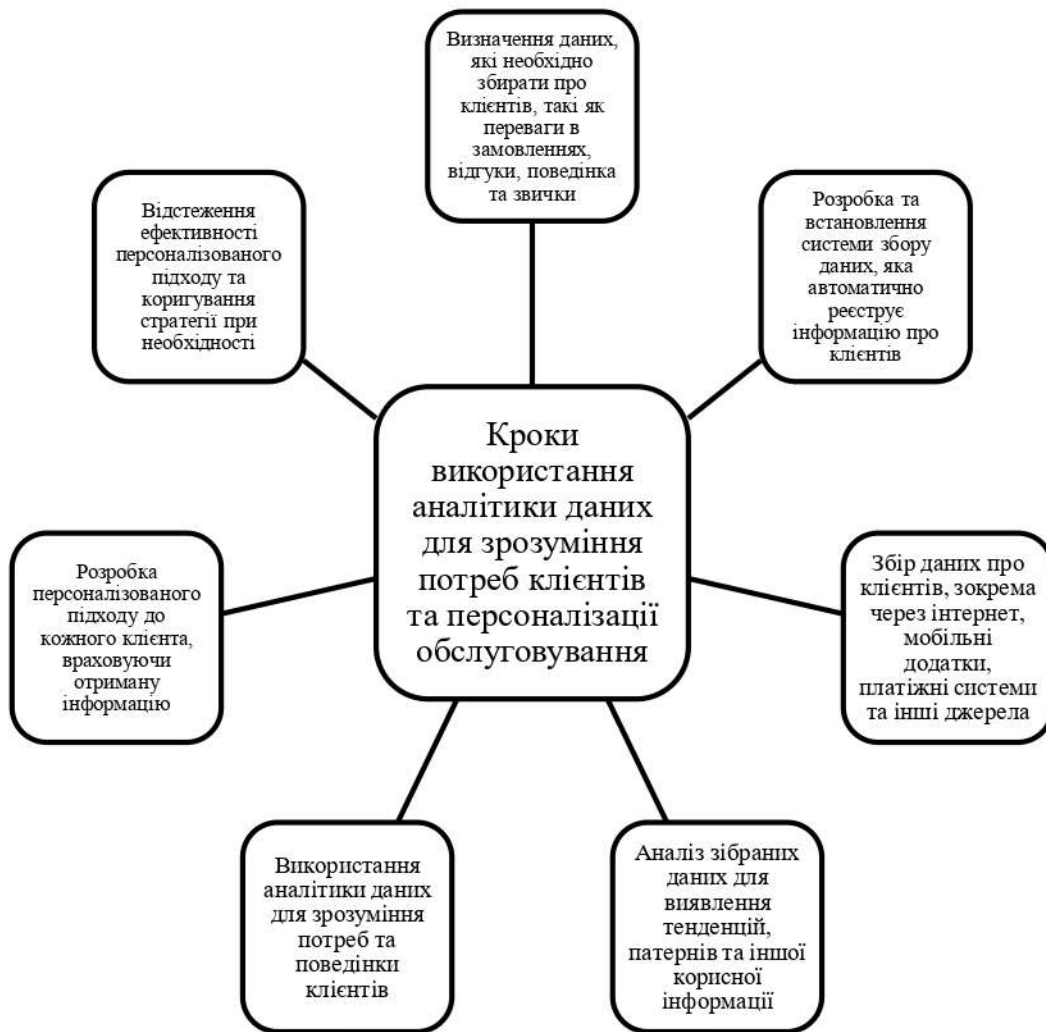 Визначення даних,
які необхідно
збирати про
клієнтів, такі як
переваги в
замовленнях,
відгуки, поведінка
та звички
Розробка та
встановлення
системи збору
даних, яка
автоматично
реєструє
інформацію про
клієнтів
Збір даних про
клієнтів, зокрема
через інтернет,
мобільні
додатки,
платіжні системи
та інші джерела
Аналіз зібраних
даних для
виявлення
тенденцій,
патернів та іншої
корисної
інформації
Використання
аналітики даних
для зрозуміння
потреб та
поведінки
клієнтів
Розробка
персоналізованого
підходу до
кожного клієнта,
враховуючи
отриману
інформацію
Відстеження
ефективності
персоналізованого
підходу та
коригування
стратегії при
необхідності
Кроки
використання
аналітики даних
для зрозуміння
потреб клієнтів
та персоналізації
обслуговування